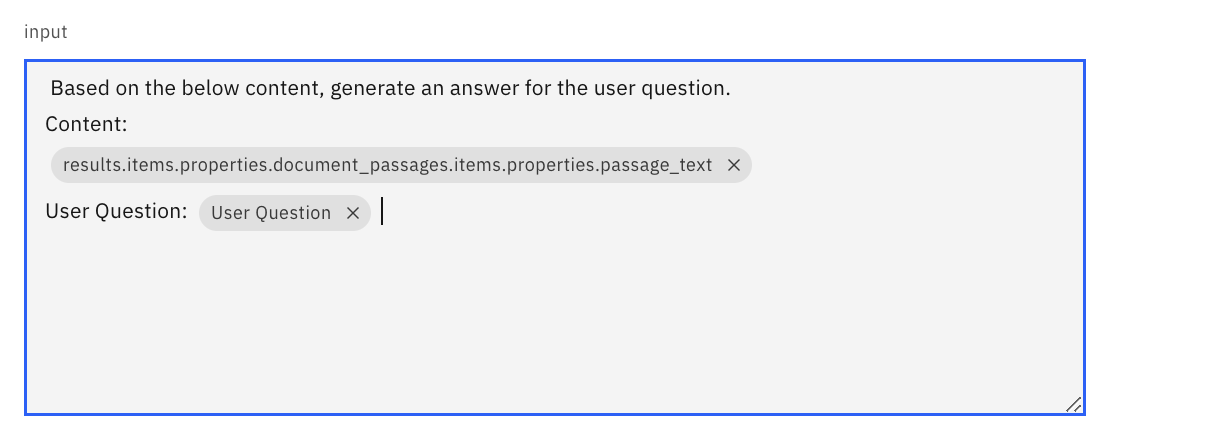 input
Based on the below content, generate an answer for the user question.
Content:
results.items.properties.document_passages.items.properties.passage_text ×
User Question: User Question ×